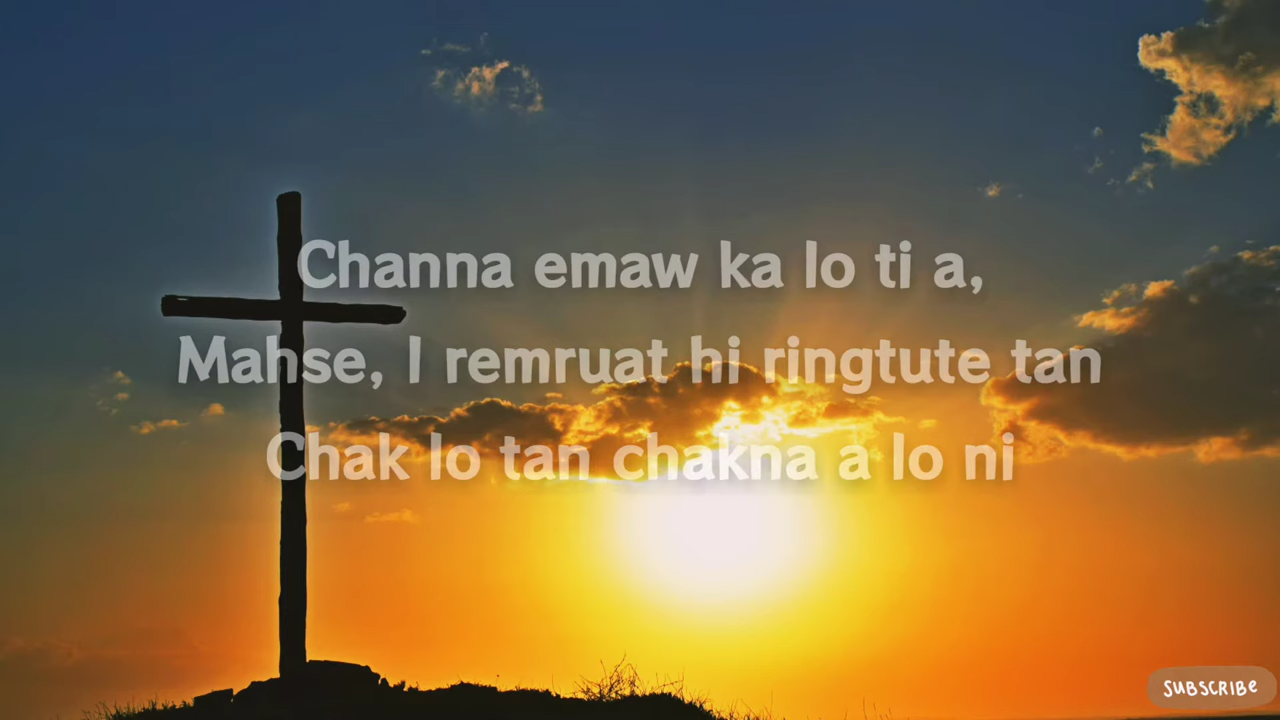 Channa emaw ka lo ti a,
Mahse, I remruat hi ringtute tan
Chak lo tan chakna a lo ni
SUBSCRIBE